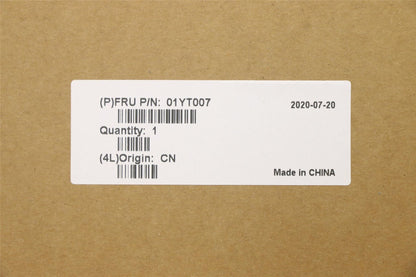 (P)FRU P/N: 01YT007
2020-07-20
Quantity: 1
(4L)Origin: CN
Made in CHINA